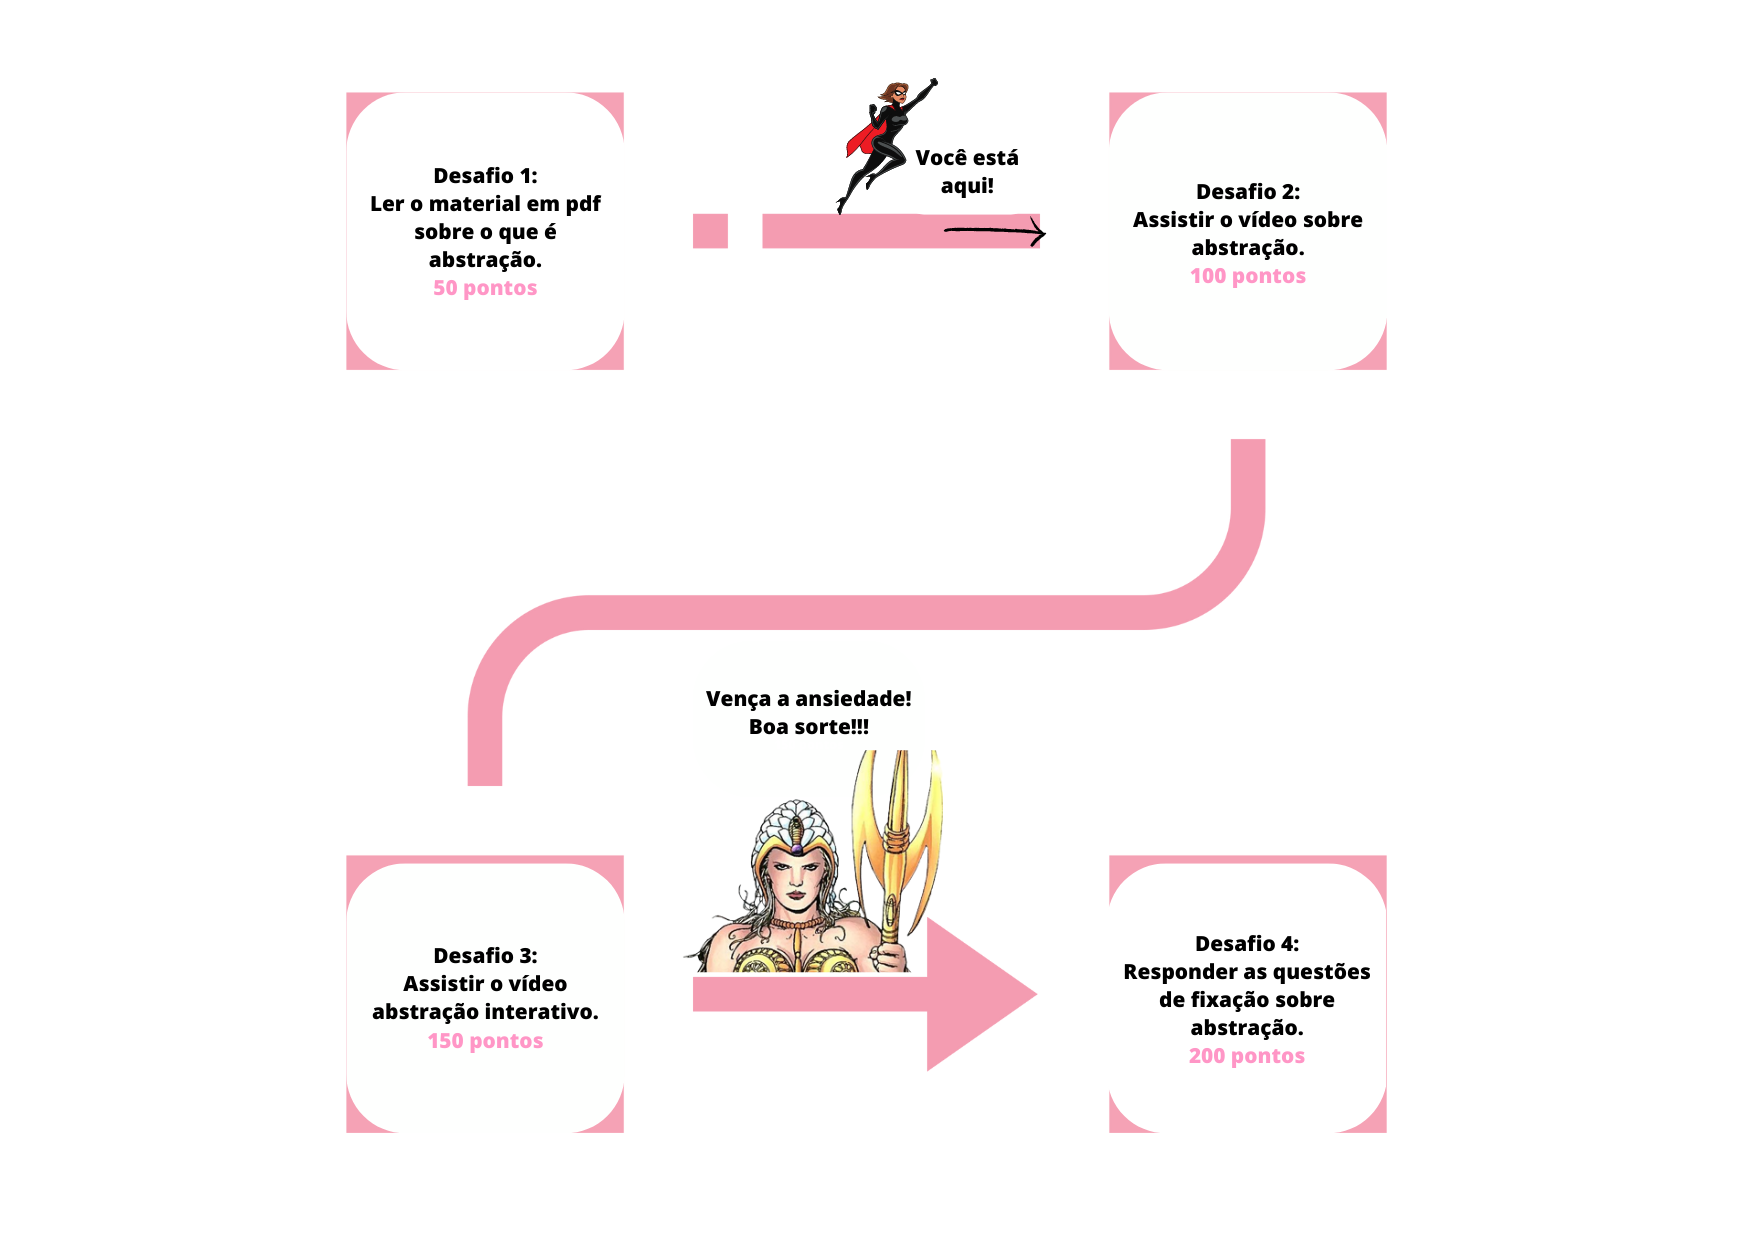 Desafio 1:
Ler o material em pdf
sobre o que é
abstração.
50 pontos
Você está
aqui!
Desafio 2:
Assistir o vídeo sobre
abstração.
100 pontos
Vença a ansiedade!
Boa sorte!!!
Desafio 3:
Assistir o vídeo
abstração interativo.
150 pontos
Desafio 4:
Responder as questões
de fixação sobre
abstração.
200 pontos